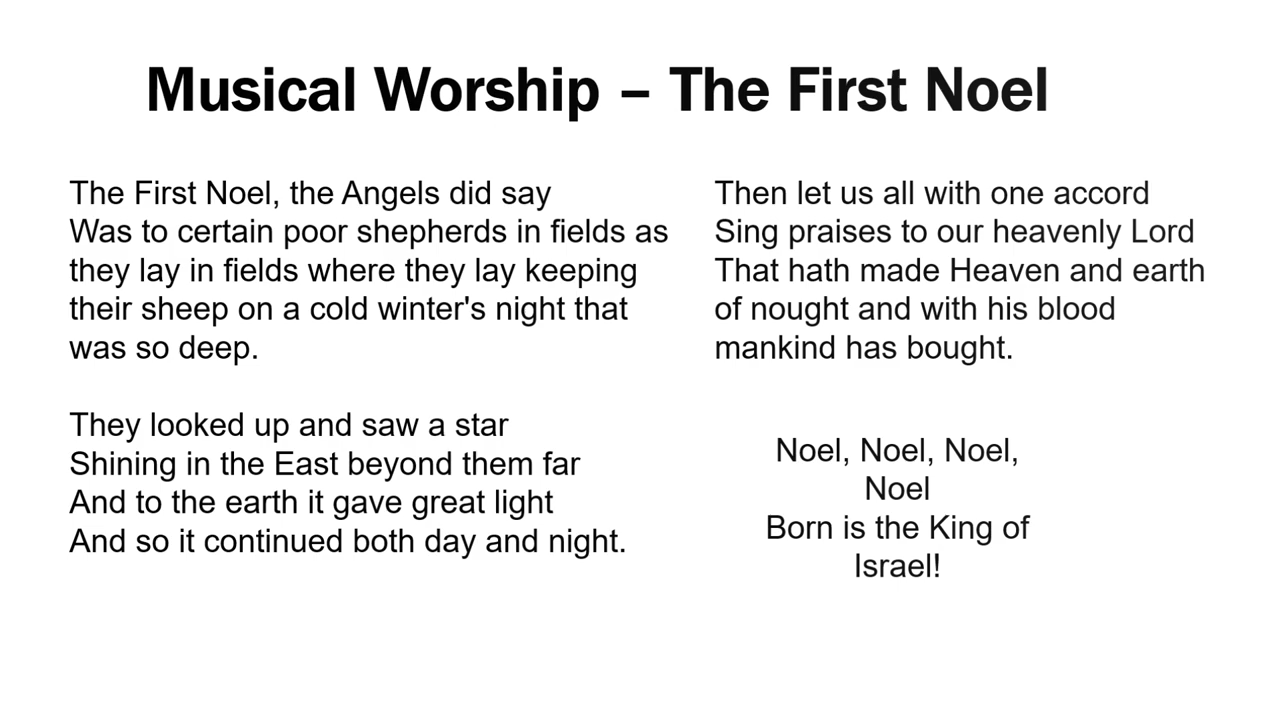 Musical Worship – The First Noel
The First Noel, the Angels did say
Was to certain poor shepherds in fields as
they lay in fields where they lay keeping
their sheep on a cold winter's night that
was so deep.
They looked up and saw a star
Shining in the East beyond them far
And to the earth it gave great light
And so it continued both day and night.
Then let us all with one accord
Sing praises to our heavenly Lord
That hath made Heaven and earth
of nought and with his blood
mankind has bought.
Noel, Noel, Noel,
Noel
Born is the King of
Israel!